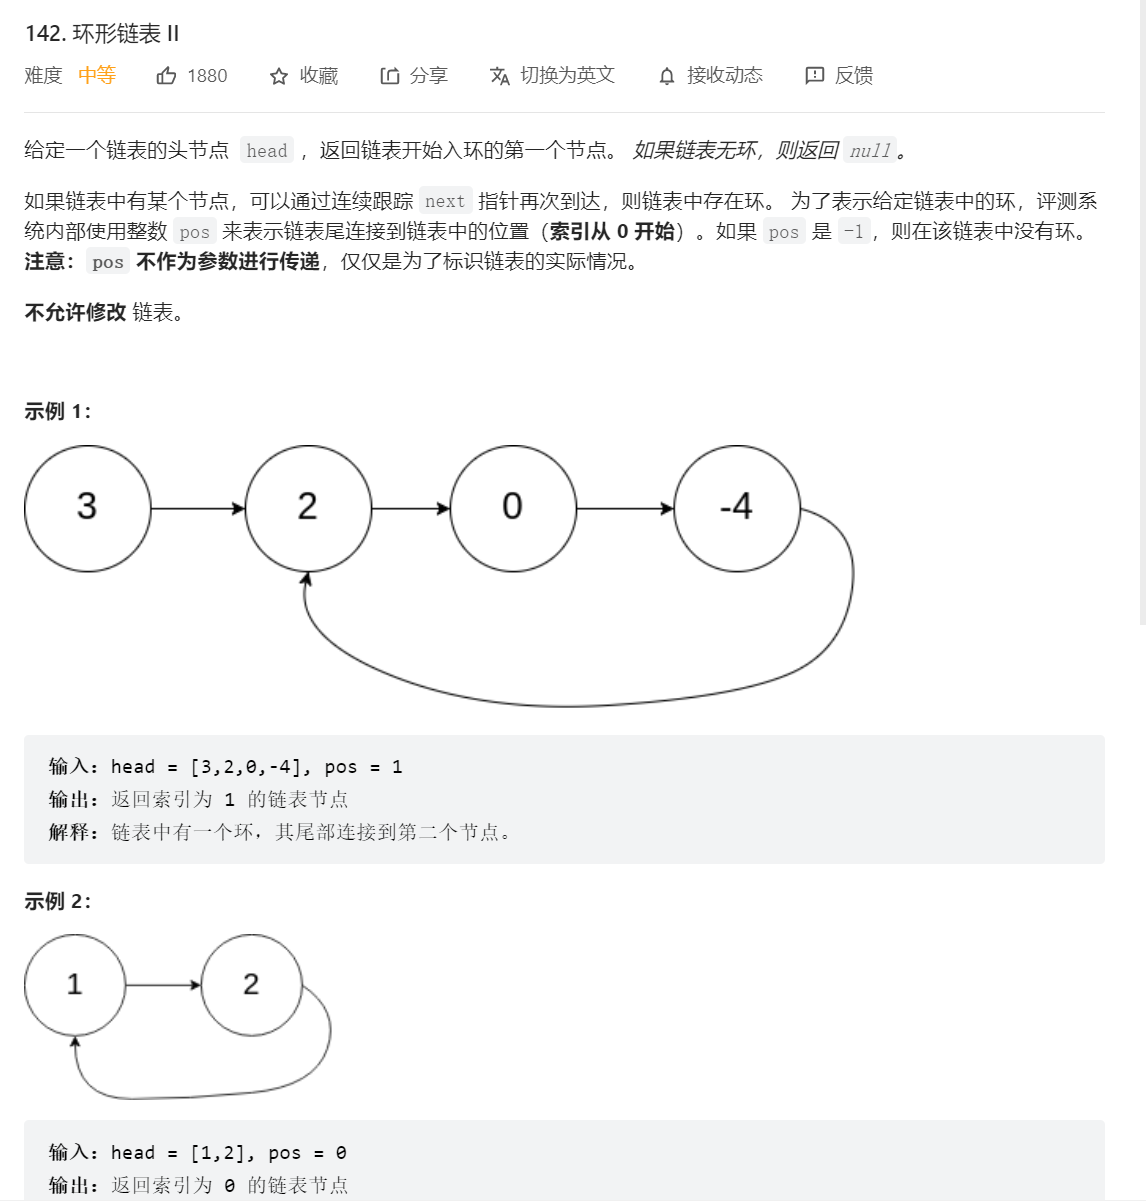 142. 环形链表 II
难度 中等 1880 收藏 分享 切换为英文 接收动态 反馈
给定一个链表的头节点 head ，返回链表开始入环的第一个节点。 如果链表无环，则返回 null。
如果链表中有某个节点，可以通过连续跟踪 next 指针再次到达，则链表中存在环。 为了表示给定链表中的环，评测系
统内部使用整数 pos 来表示链表尾连接到链表中的位置（索引从 0 开始）。如果 pos 是 -1，则在该链表中没有环。
注意：pos 不作为参数进行传递，仅仅是为了标识链表的实际情况。
不允许修改 链表。
示例 1：
3 2 0 -4
输入：head = [3,2,0,-4], pos = 1
输出：返回索引为 1 的链表节点
解释：链表中有一个环，其尾部连接到第二个节点。
示例 2：
1 2
输入：head = [1,2], pos = 0
输出：返回索引为 0 的链表节点